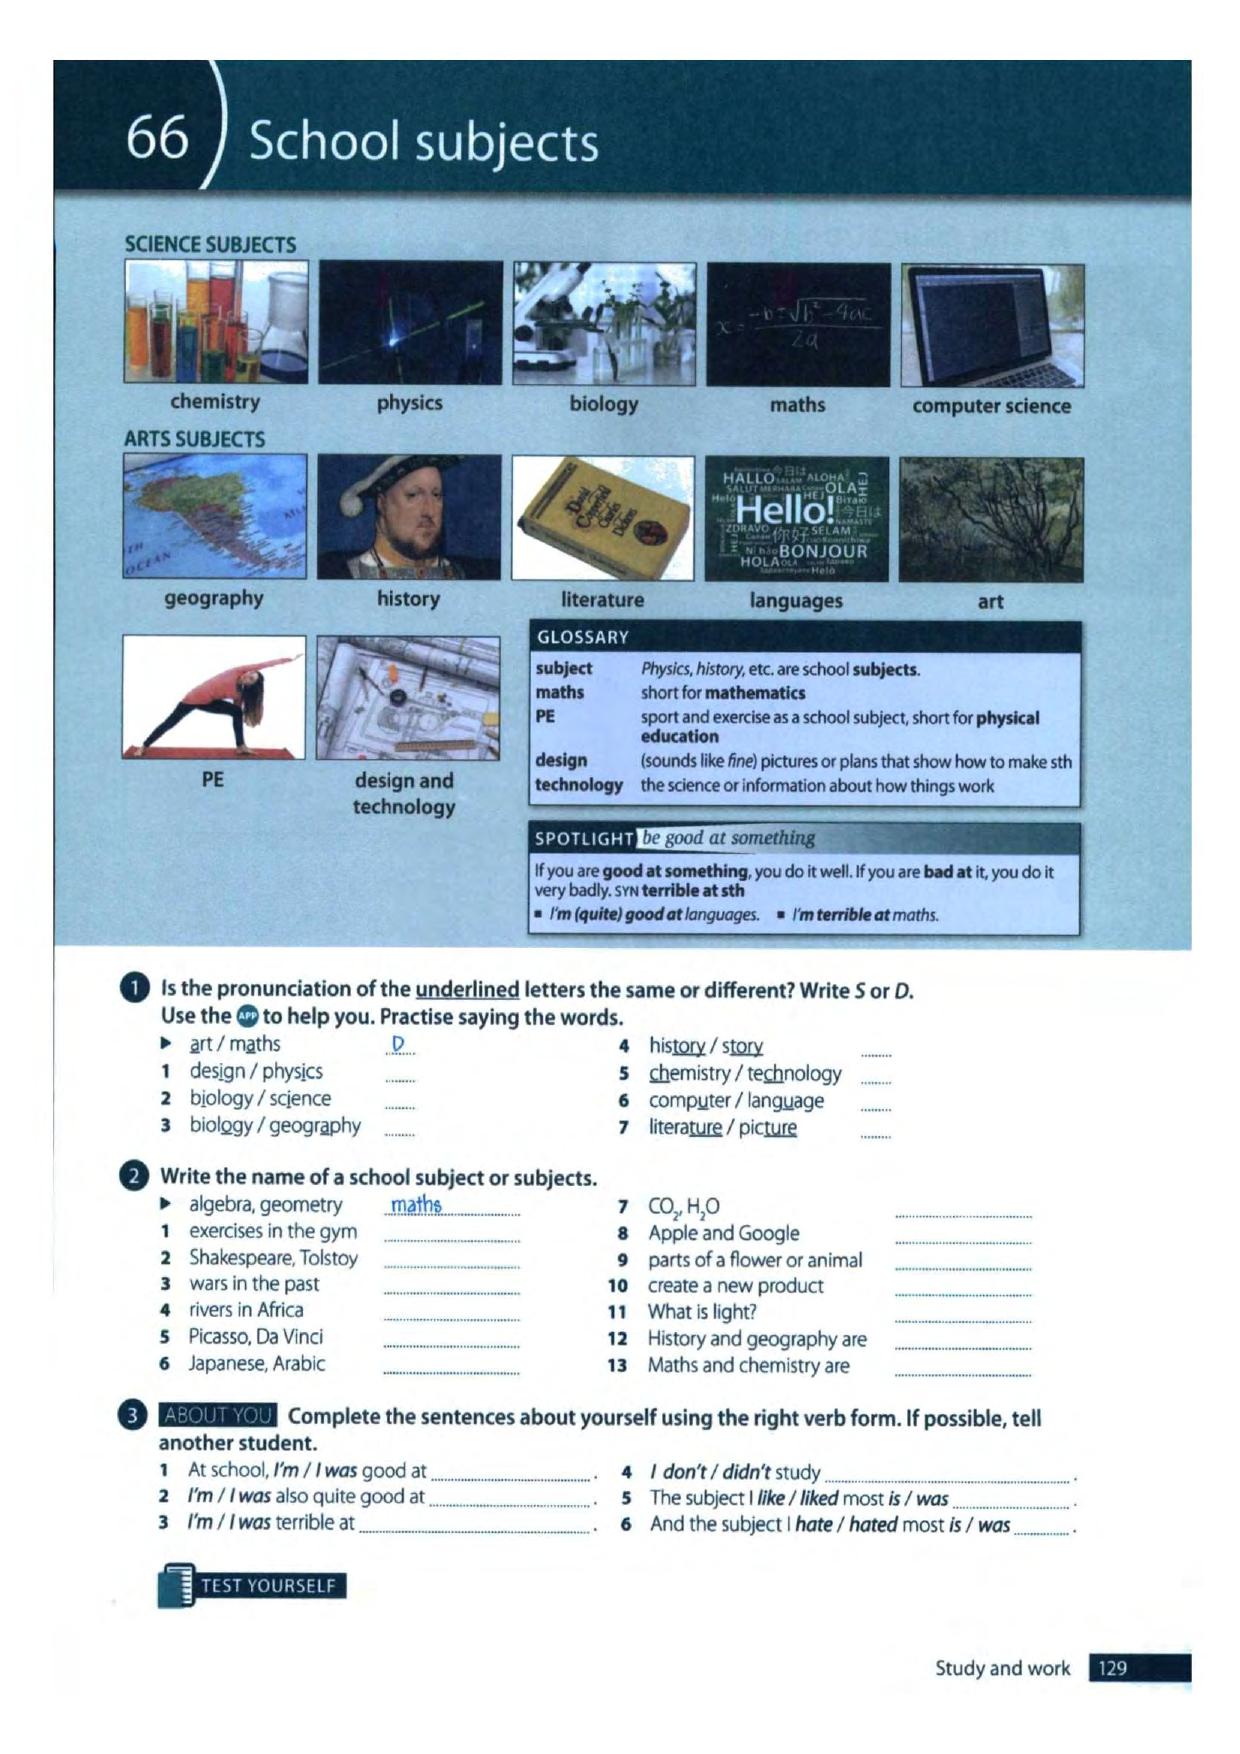 66 School subjects
SCIENCE SUBJECTS
x = -b±√b²-4ac
2a
chemistry physics biology maths computer science
ARTS SUBJECTS
OCEAN
David Copperfield Charles Dickens
HALLO ALOHA
SALUT MERHABA OLÁ HEJ
Hello!
今日は
ZDRAVO 你好 SELAM
Ni hǎo BONJOUR
HOLA
geography history literature languages art
PE design and
technology
GLOSSARY
subject Physics, history, etc. are school subjects.
maths short for mathematics
PE sport and exercise as a school subject, short for physical
education
design (sounds like fine) pictures or plans that show how to make sth
technology the science or information about how things work
SPOTLIGHT be good at something
If you are good at something, you do it well. If you are bad at it, you do it
very badly. SYN terrible at sth
▪ I'm (quite) good at languages. ▪ I'm terrible at maths.
1 Is the pronunciation of the underlined letters the same or different? Write S or D.
Use the APP to help you. Practise saying the words.
▶ art / maths D
1 design / physics
2 biology / science
3 biology / geography
4 history / story
5 chemistry / technology
6 computer / language
7 literature / picture
2 Write the name of a school subject or subjects.
▶ algebra, geometry maths
1 exercises in the gym
2 Shakespeare, Tolstoy
3 wars in the past
4 rivers in Africa
5 Picasso, Da Vinci
6 Japanese, Arabic
7 CO₂, H₂O
8 Apple and Google
9 parts of a flower or animal
10 create a new product
11 What is light?
12 History and geography are
13 Maths and chemistry are
3 ABOUT YOU Complete the sentences about yourself using the right verb form. If possible, tell
another student.
1 At school, I'm / I was good at .
2 I'm / I was also quite good at .
3 I'm / I was terrible at .
4 I don't / didn't study .
5 The subject I like / liked most is / was .
6 And the subject I hate / hated most is / was .
TEST YOURSELF
Study and work 129